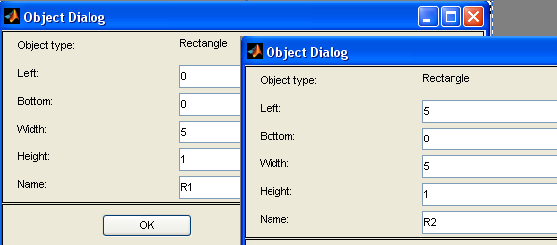 Object Dialog
Object type: Rectangle
Left: 0
Bottom: 0
Width: 5
Height: 1
Name: R1
OK
Object Dialog
Object type: Rectangle
Left: 5
Bottom: 0
Width: 5
Height: 1
Name: R2